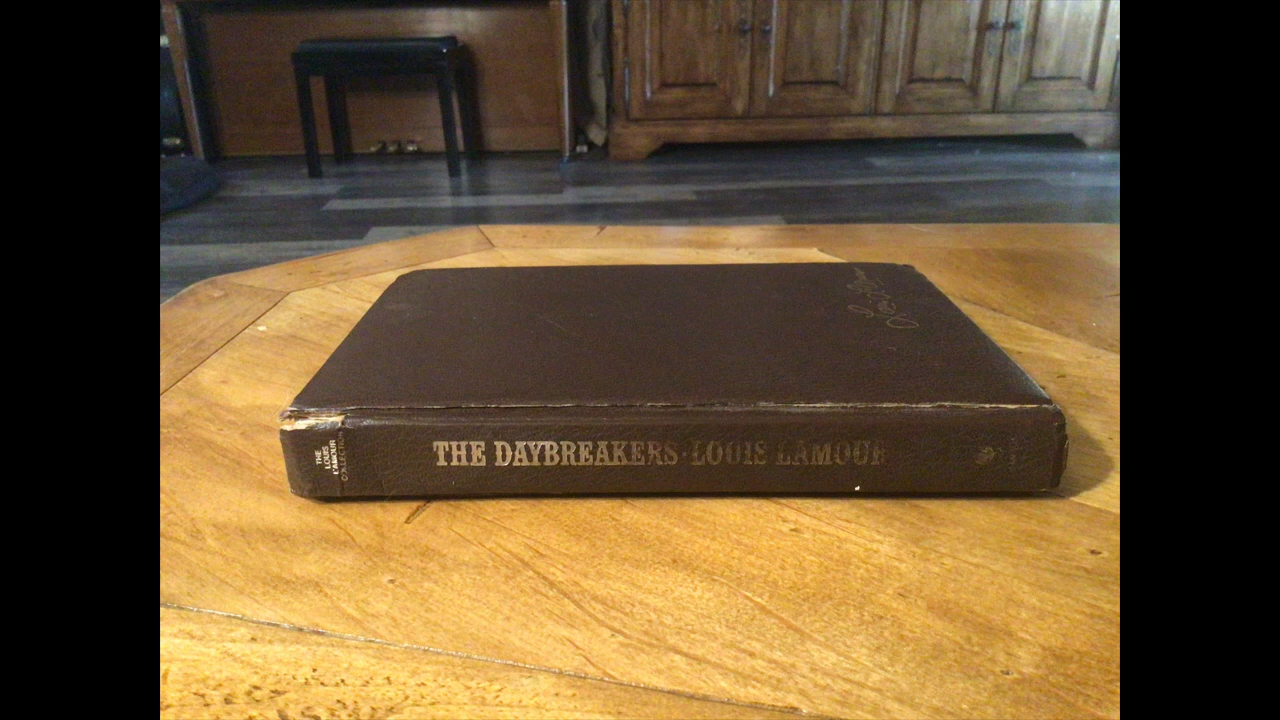 THE
LOUIS
L'AMOUR
COLLECTION
THE DAYBREAKERS · LOUIS L'AMOUR